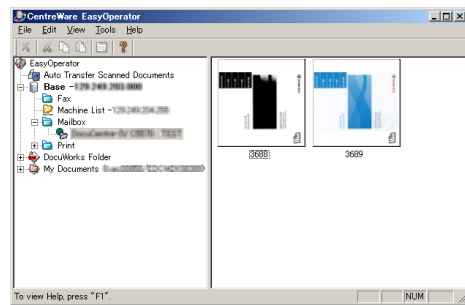 CentreWare EasyOperator
File Edit View Tools Help
EasyOperator
Auto Transfer Scanned Documents
Base -
Fax
Machine List -
Mailbox
Print
DocuWorks Folder
My Documents
3688
3689
To view Help, press "F1".
NUM